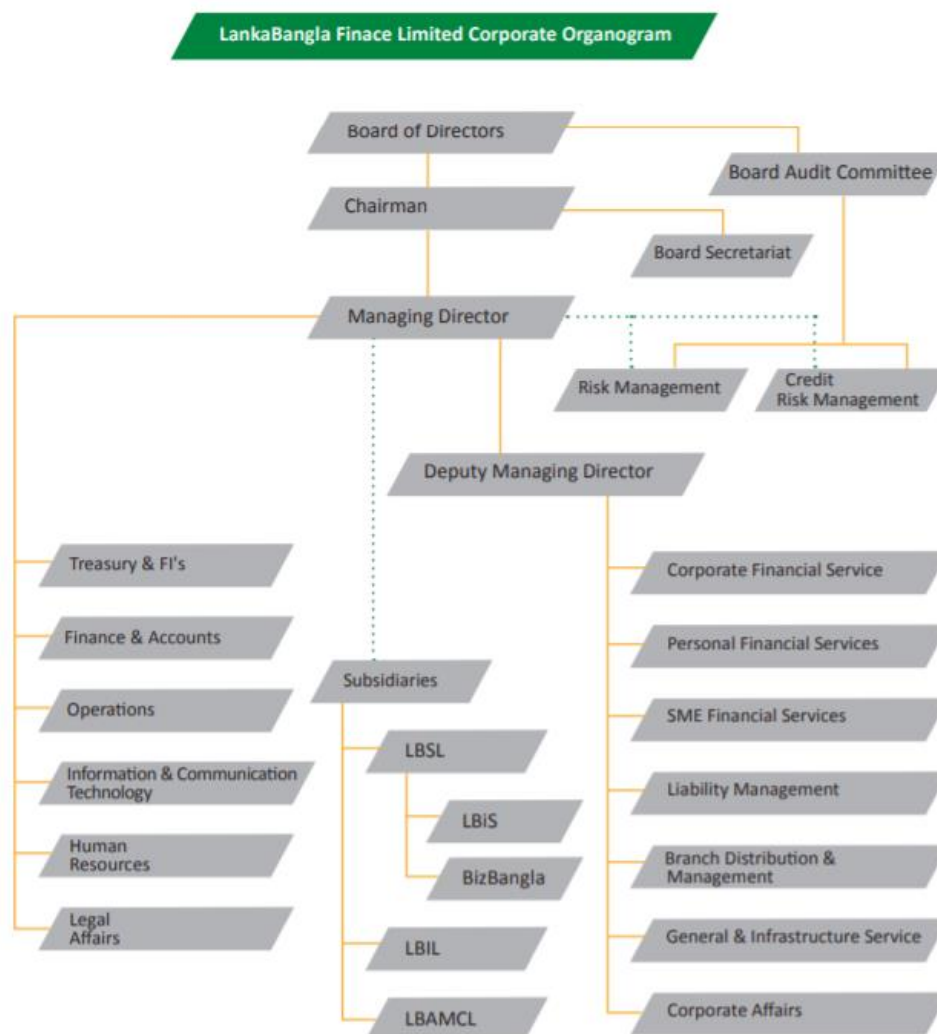 LankaBangla Finace Limited Corporate Organogram
Board of Directors
Board Audit Committee
Chairman
Board Secretariat
Managing Director
Risk Management
Credit
Risk Management
Deputy Managing Director
Treasury & FI's
Finance & Accounts
Operations
Information & Communication
Technology
Human
Resources
Legal
Affairs
Subsidiaries
LBSL
LBiS
BizBangla
LBIL
LBAMCL
Corporate Financial Service
Personal Financial Services
SME Financial Services
Liability Management
Branch Distribution &
Management
General & Infrastructure Service
Corporate Affairs